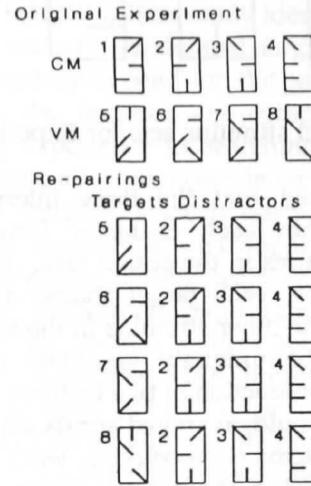 Original Experiment
1 2 3 4
CM
5 6 7 8
VM
Re-pairings
Targets Distractors
5 2 3 4
6 2 3 4
7 2 3 4
8 2 3 4